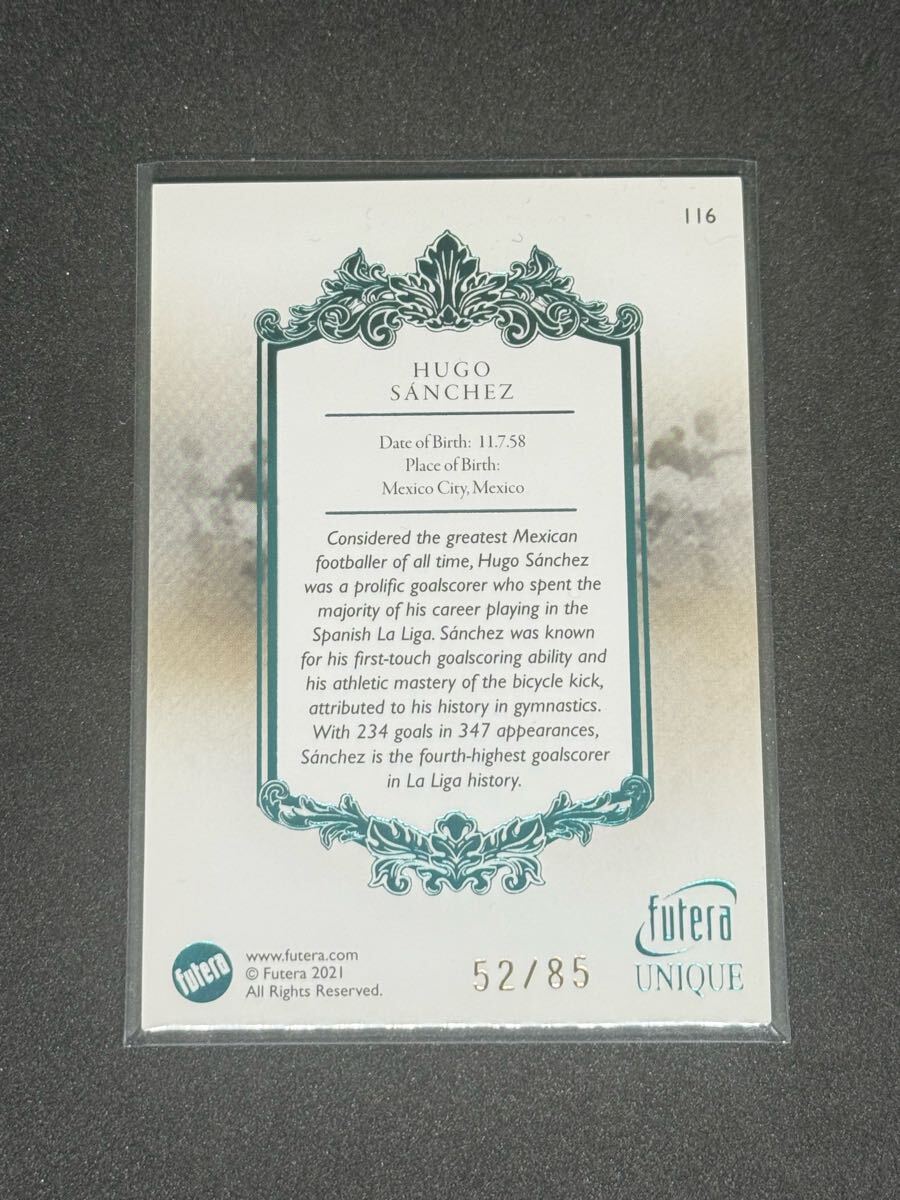 116
HUGO
SÁNCHEZ
Date of Birth: 11.7.58
Place of Birth:
Mexico City, Mexico
Considered the greatest Mexican
footballer of all time, Hugo Sánchez
was a prolific goalscorer who spent the
majority of his career playing in the
Spanish La Liga. Sánchez was known
for his first-touch goalscoring ability and
his athletic mastery of the bicycle kick,
attributed to his history in gymnastics.
With 234 goals in 347 appearances,
Sánchez is the fourth-highest goalscorer
in La Liga history.
futera
www.futera.com
© Futera 2021
All Rights Reserved.
52/85
futera
UNIQUE